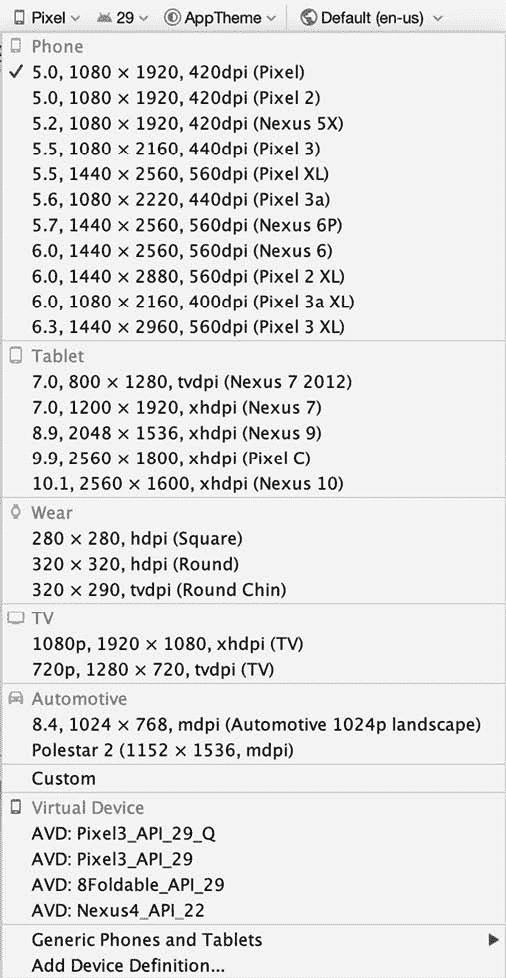 Pixel 29 AppTheme Default (en-us)
Phone
5.0, 1080 × 1920, 420dpi (Pixel)
5.0, 1080 × 1920, 420dpi (Pixel 2)
5.2, 1080 × 1920, 420dpi (Nexus 5X)
5.5, 1080 × 2160, 440dpi (Pixel 3)
5.5, 1440 × 2560, 560dpi (Pixel XL)
5.6, 1080 × 2220, 440dpi (Pixel 3a)
5.7, 1440 × 2560, 560dpi (Nexus 6P)
6.0, 1440 × 2560, 560dpi (Nexus 6)
6.0, 1440 × 2880, 560dpi (Pixel 2 XL)
6.0, 1080 × 2160, 400dpi (Pixel 3a XL)
6.3, 1440 × 2960, 560dpi (Pixel 3 XL)
Tablet
7.0, 800 × 1280, tvdpi (Nexus 7 2012)
7.0, 1200 × 1920, xhdpi (Nexus 7)
8.9, 2048 × 1536, xhdpi (Nexus 9)
9.9, 2560 × 1800, xhdpi (Pixel C)
10.1, 2560 × 1600, xhdpi (Nexus 10)
Wear
280 × 280, hdpi (Square)
320 × 320, hdpi (Round)
320 × 290, tvdpi (Round Chin)
TV
1080p, 1920 × 1080, xhdpi (TV)
720p, 1280 × 720, tvdpi (TV)
Automotive
8.4, 1024 × 768, mdpi (Automotive 1024p landscape)
Polestar 2 (1152 × 1536, mdpi)
Custom
Virtual Device
AVD: Pixel3_API_29_Q
AVD: Pixel3_API_29
AVD: 8Foldable_API_29
AVD: Nexus4_API_22
Generic Phones and Tablets
Add Device Definition...